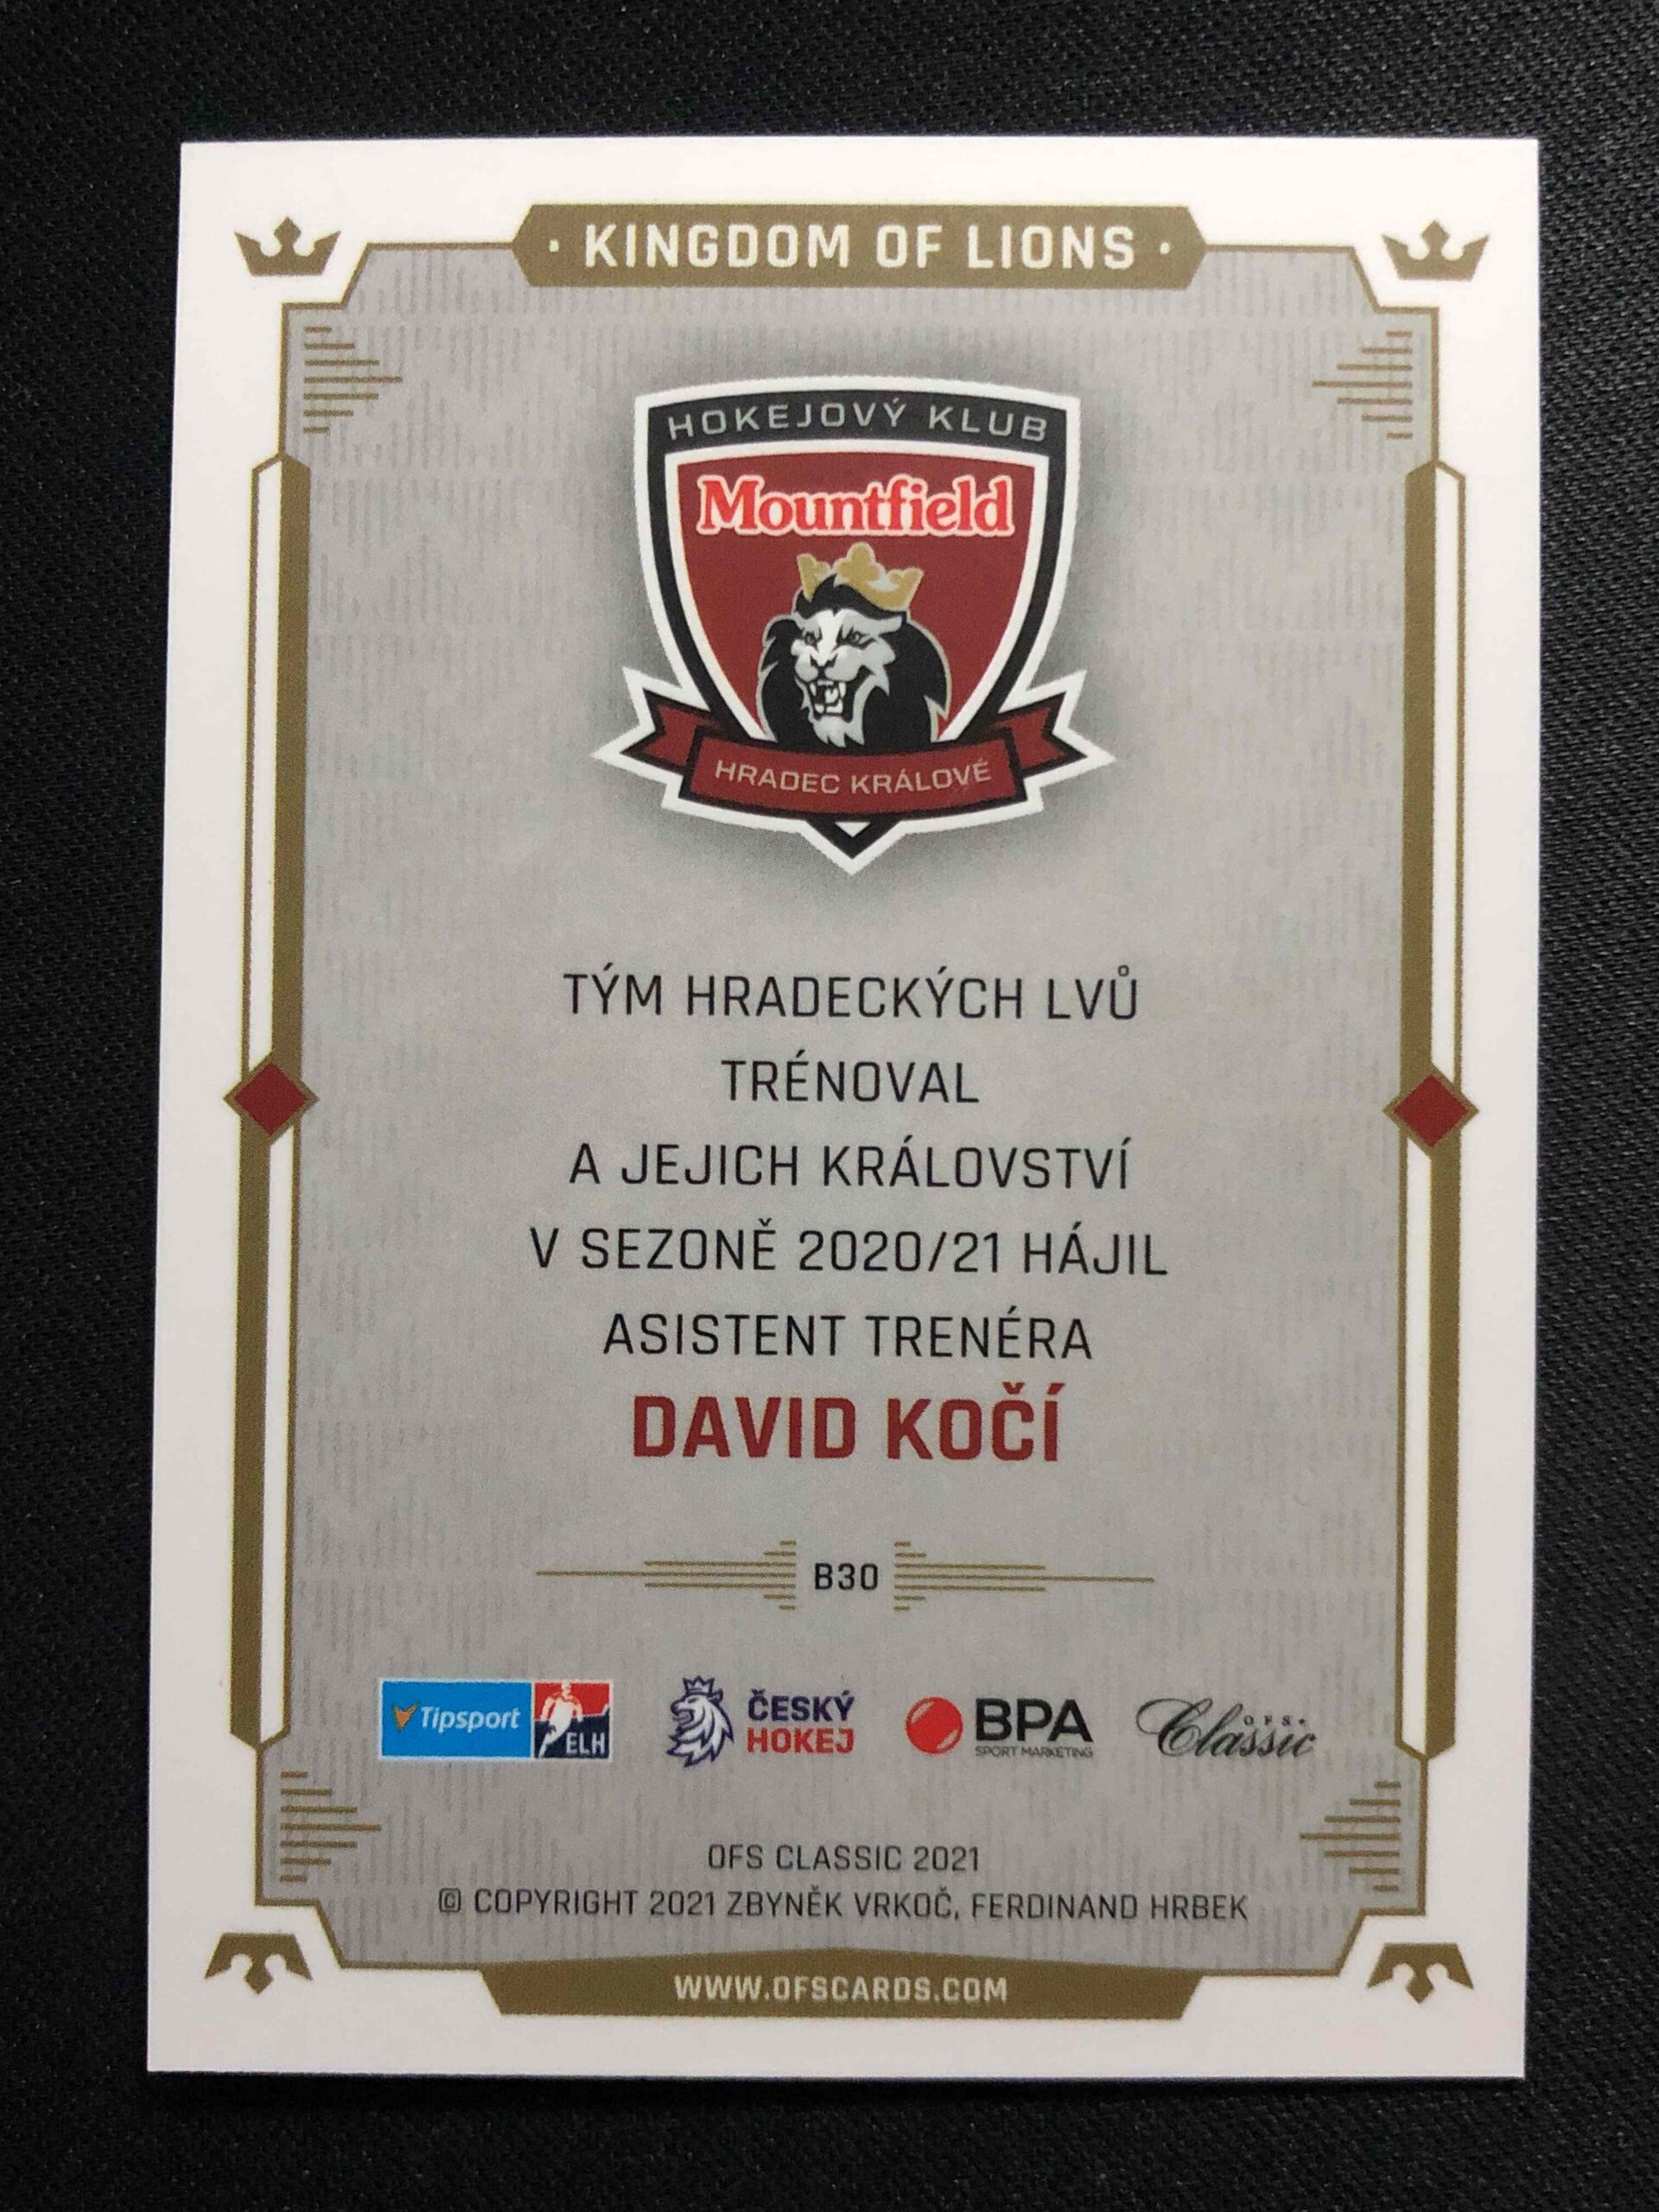 · KINGDOM OF LIONS ·
HOKEJOVÝ KLUB
Mountfield
HRADEC KRÁLOVÉ
TÝM HRADECKÝCH LVŮ
TRÉNOVAL
A JEJICH KRÁLOVSTVÍ
V SEZONĚ 2020/21 HÁJIL
ASISTENT TRENÉRA
DAVID KOČÍ
B30
Tipsport ELH
ČESKÝ
HOKEJ
BPA
SPORT MARKETING
OFS
Classic
OFS CLASSIC 2021
© COPYRIGHT 2021 ZBYNĚK VRKOČ, FERDINAND HRBEK
WWW.OFSCARDS.COM